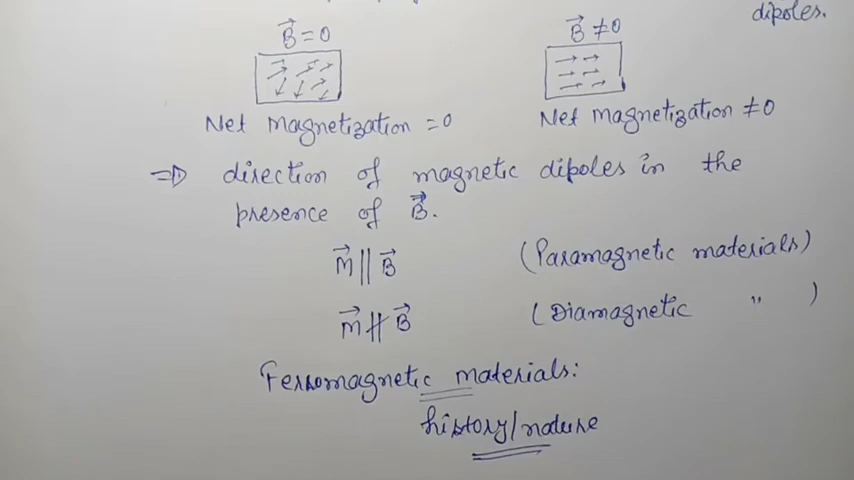 dipoles.
B⃗ = 0
B⃗ ≠ 0
Net magnetization = 0
Net magnetization ≠ 0
⇒ direction of magnetic dipoles in the
presence of B⃗.
M⃗ || B⃗ (Paramagnetic materials)
M⃗ ∦ B⃗ (Diamagnetic " )
Ferromagnetic materials:
history/nature